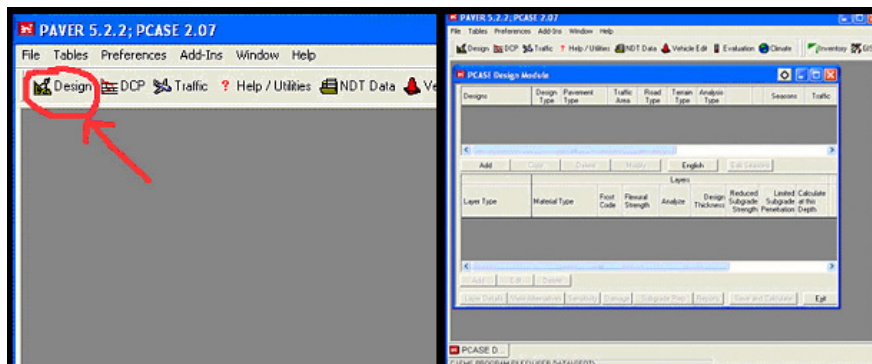 PAVER 5.2.2; PCASE 2.07
File Tables Preferences Add-Ins Window Help
Design DCP Traffic ? Help / Utilities NDT Data Ve
PAVER 5.2.2; PCASE 2.07
File Tables Preferences Add-Ins Window Help
Design DCP Traffic ? Help / Utilities NDT Data Vehicle Edit Evaluation Climate Inventory GIS
PCASE Design Module
Designs Design Type Pavement Type Traffic Area Road Type Terrain Type Analysis Type Seasons Traffic
Add Copy Delete Modify English Edit Seasons
Layers
Layer Type Material Type Frost Code Flexural Strength Analyze Design Thickness Reduced Subgrade Strength Limited Subgrade Penetration Calculate at this Depth
Add Edit Delete
Layer Details View Alternatives Sensitivity Damage Subgrade Prep Reports Save and Calculate Exit
PCASE D...